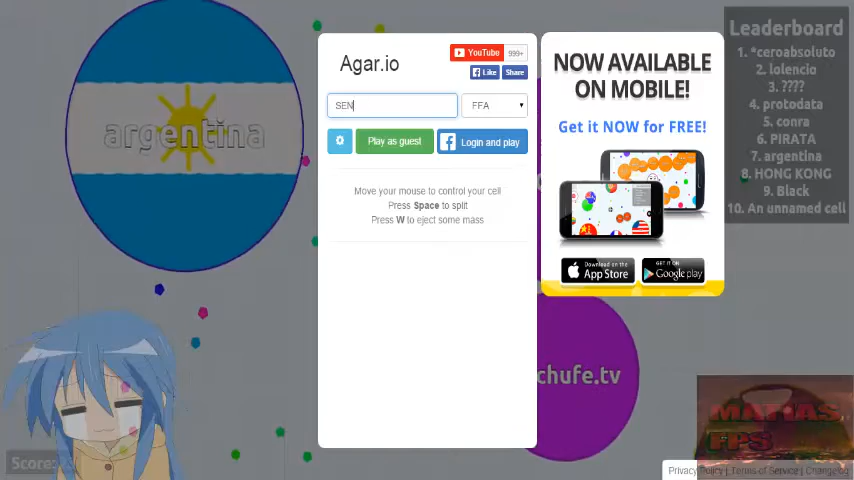 argentina
Agar.io
YouTube 999+
Like Share
SEN
FFA
Play as guest
Login and play
Move your mouse to control your cell
Press Space to split
Press W to eject some mass
NOW AVAILABLE
ON MOBILE!
Get it NOW for FREE!
Download on the
App Store
GET IT ON
Google play
Leaderboard
1. *ceroabsoluto
2. lolencio
3. ????
4. protodata
5. conra
6. PIRATA
7. argentina
8. HONG KONG
9. Black
10. An unnamed cell
chufe.tv
FPS
Score:
Privacy Policy | Terms of Service | Changelog